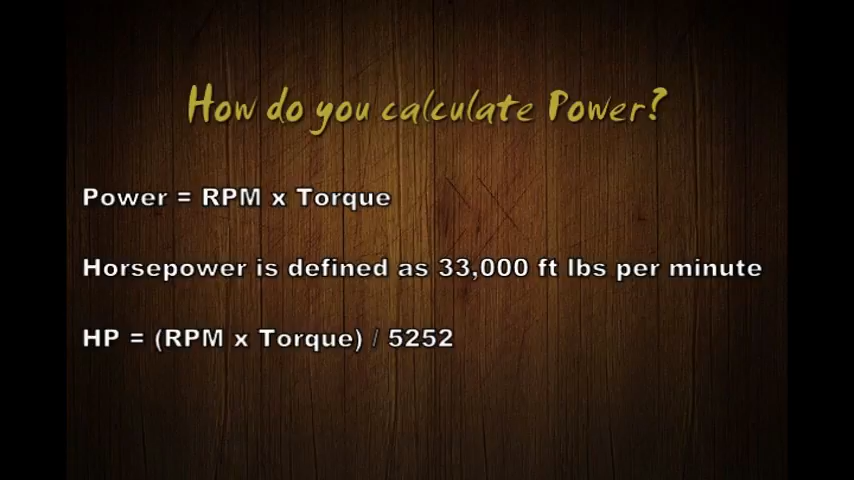 How do you calculate Power?
Power = RPM x Torque
Horsepower is defined as 33,000 ft lbs per minute
HP = (RPM x Torque) / 5252